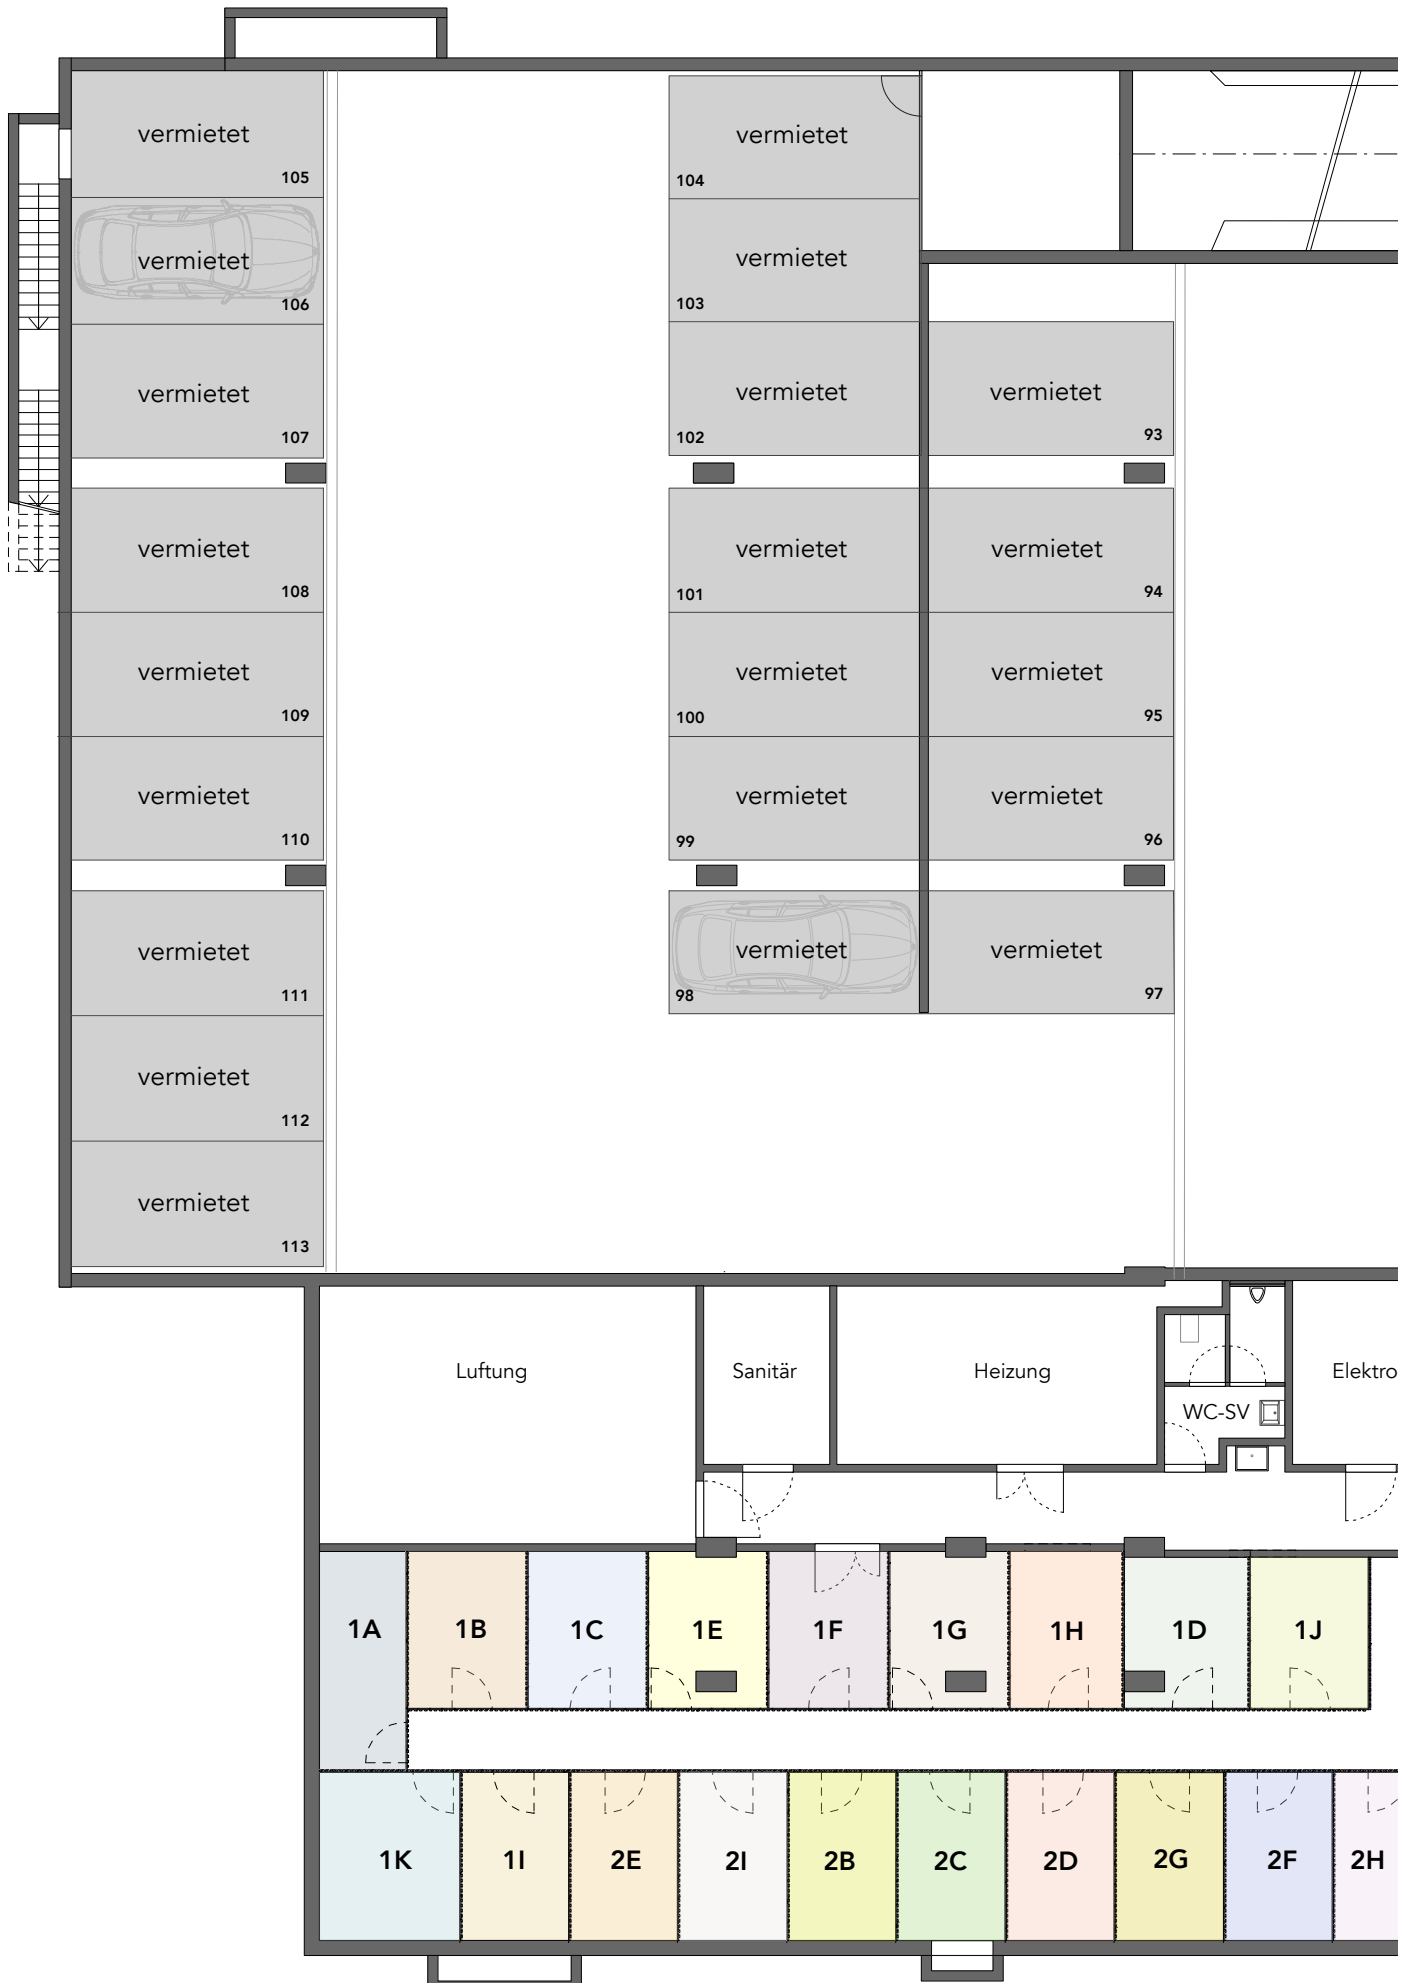 vermietet
105
vermietet
104
vermietet
106
vermietet
103
vermietet
107
vermietet
102
vermietet
93
vermietet
108
vermietet
101
vermietet
94
vermietet
109
vermietet
100
vermietet
95
vermietet
110
vermietet
99
vermietet
96
vermietet
111
vermietet
98
vermietet
97
vermietet
112
vermietet
113
Luftung
Sanitär
Heizung
WC-SV
Elektro
1A
1B
1C
1E
1F
1G
1H
1D
1J
1K
1I
2E
2I
2B
2C
2D
2G
2F
2H